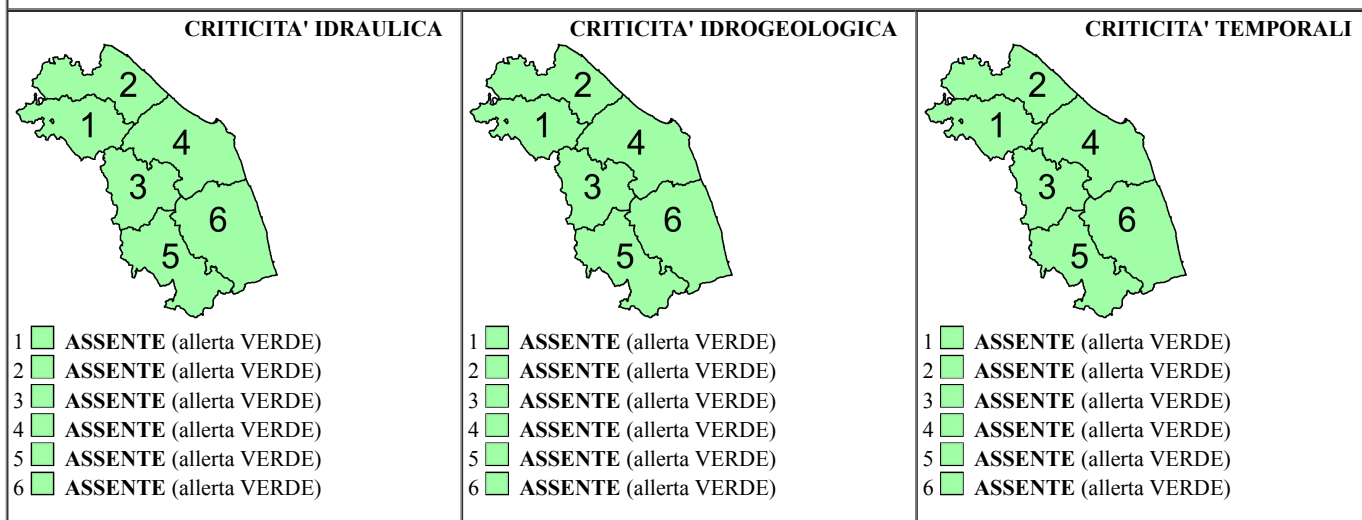 CRITICITA' IDRAULICA
2
1
4
3
6
5
1 ASSENTE (allerta VERDE)
2 ASSENTE (allerta VERDE)
3 ASSENTE (allerta VERDE)
4 ASSENTE (allerta VERDE)
5 ASSENTE (allerta VERDE)
6 ASSENTE (allerta VERDE)
CRITICITA' IDROGEOLOGICA
2
1
4
3
6
5
1 ASSENTE (allerta VERDE)
2 ASSENTE (allerta VERDE)
3 ASSENTE (allerta VERDE)
4 ASSENTE (allerta VERDE)
5 ASSENTE (allerta VERDE)
6 ASSENTE (allerta VERDE)
CRITICITA' TEMPORALI
2
1
4
3
6
5
1 ASSENTE (allerta VERDE)
2 ASSENTE (allerta VERDE)
3 ASSENTE (allerta VERDE)
4 ASSENTE (allerta VERDE)
5 ASSENTE (allerta VERDE)
6 ASSENTE (allerta VERDE)